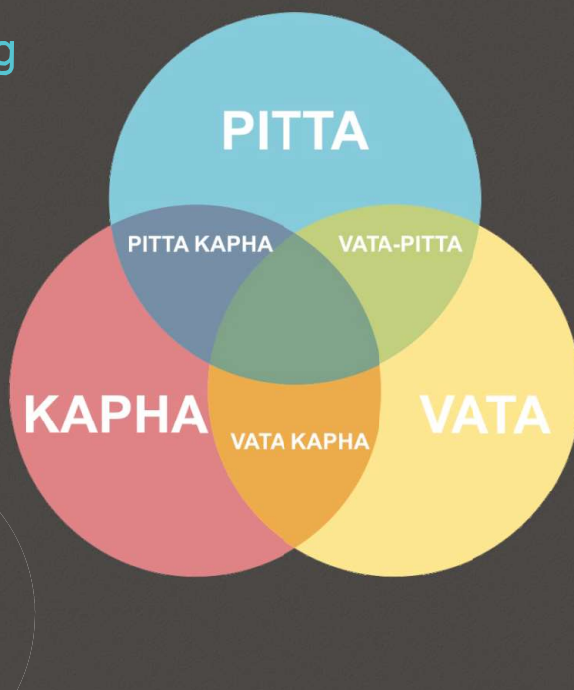 g
PITTA
PITTA KAPHA
VATA-PITTA
KAPHA
VATA
VATA KAPHA